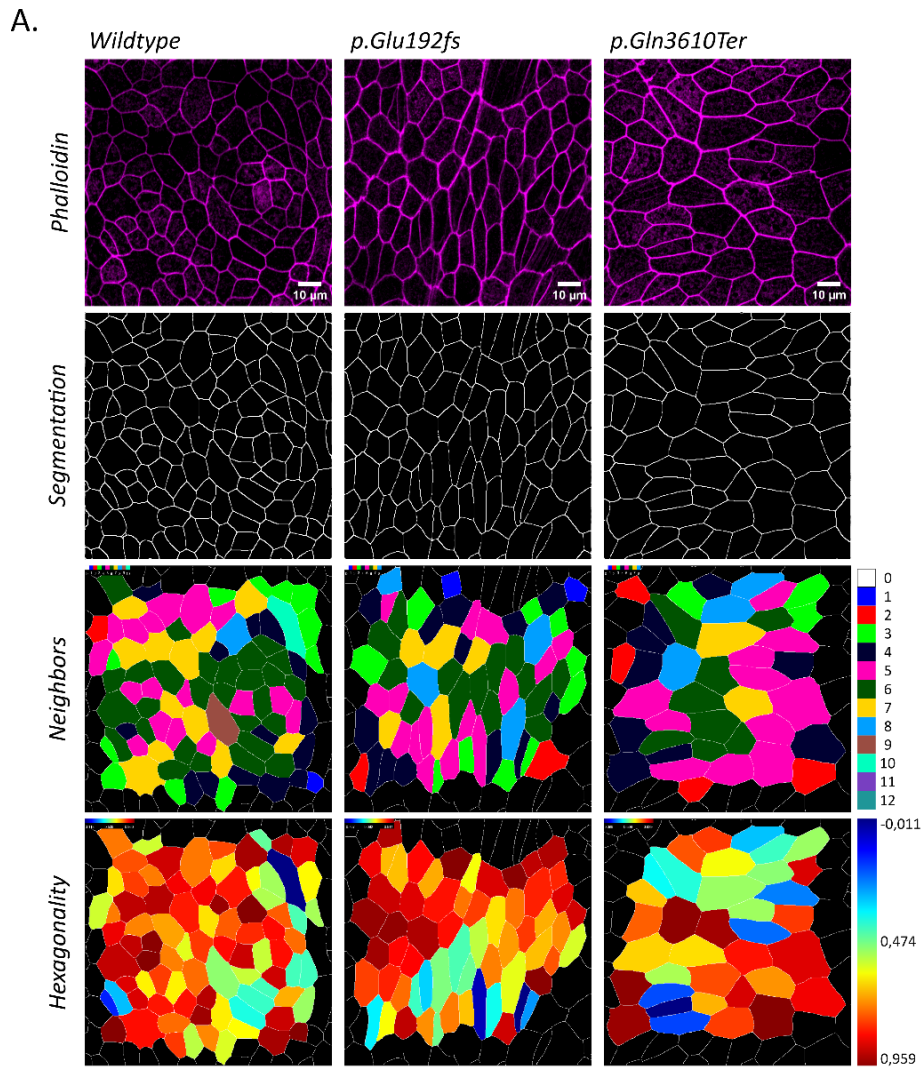 A.
Wildtype p.Glu192fs p.Gln3610Ter
Phalloidin
10 µm 10 µm 10 µm
Segmentation
Neighbors
0
1
2
3
4
5
6
7
8
9
10
11
12
Hexagonality
-0,011
0,474
0,959